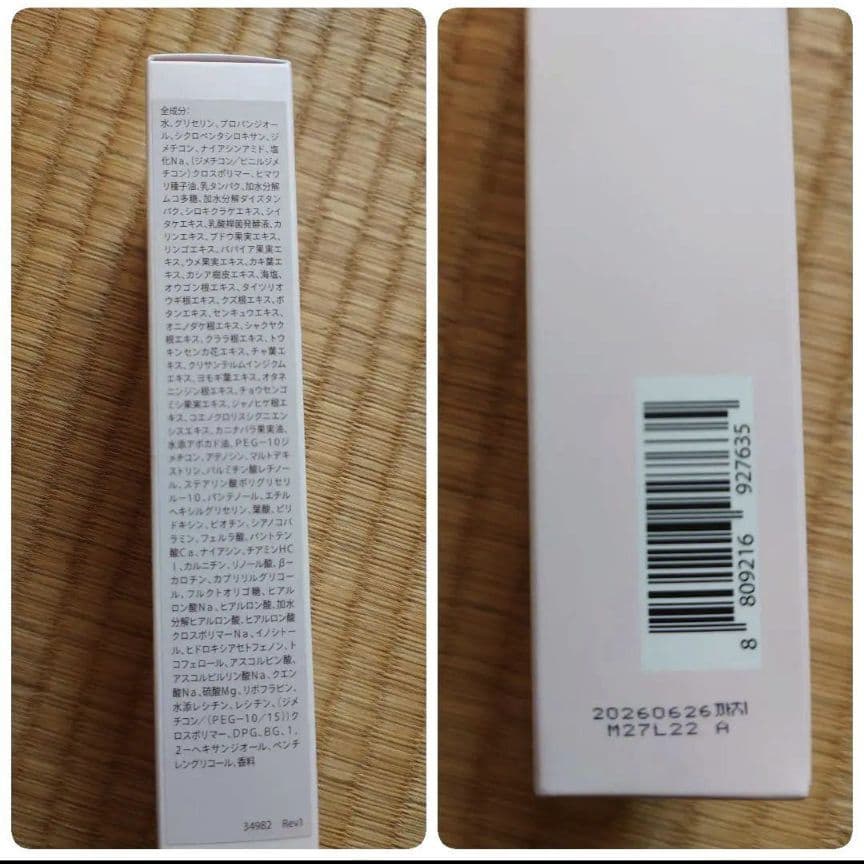 全成分:
水、グリセリン、プロパンジオー
ル、シクロペンタシロキサン、ジ
メチコン、ナイアシンアミド、塩
化Na、(ジメチコン/ビニルジメ
チコン)クロスポリマー、ヒマワ
リ種子油、乳タンパク、加水分解
ムコ多糖、加水分解ダイズタン
パク、シロキクラゲエキス、シイ
タケエキス、乳酸桿菌発酵液、カ
リンエキス、ブドウ果実エキス、
リンゴエキス、パパイア果実エ
キス、ウメ果実エキス、カキ葉エ
キス、カシア樹皮エキス、海塩、
オウゴン根エキス、タイツリオ
ウギ根エキス、クズ根エキス、ボ
タンエキス、センキュウエキス、
オニノダケ根エキス、シャクヤク
根エキス、クララ根エキス、トウ
キンセンカ花エキス、チャ葉エ
キス、クリサンテルムインジクム
エキス、ヨモギ葉エキス、オタネ
ニンジン根エキス、チョウセンゴ
ミシ果実エキス、ジャノヒゲ根エ
キス、コエノクロリスシグニエン
シスエキス、カニナバラ果実油、
水添アボカド油、PEG-10ジ
メチコン、アデノシン、マルトデキ
ストリン、パルミチン酸レチノー
ル、ステアリン酸ポリグリセリ
ル-10、パンテノール、エチル
ヘキシルグリセリン、葉酸、ピリ
ドキシン、ビオチン、シアノコバ
ラミン、フェルラ酸、パントテン
酸Ca、ナイアシン、チアミンHC
l、カルニチン、リノール酸、β-
カロチン、カプリリルグリコー
ル、フルクトオリゴ糖、ヒアル
ロン酸Na、ヒアルロン酸、加水
分解ヒアルロン酸、ヒアルロン酸
クロスポリマーNa、イノシトー
ル、ヒドロキシアセトフェノン、ト
コフェロール、アスコルビン酸、
アスコルビルリン酸Na、クエン
酸Na、硫酸Mg、リボフラビン、
水添レシチン、レシチン、(ジメ
チコン/(PEG-10/15))ク
ロスポリマー、DPG、BG、1,
2-ヘキサンジオール、ペンチ
レングリコール、香料
34982 Rev1
8 809216 927635
20260626까지
M27L22 A